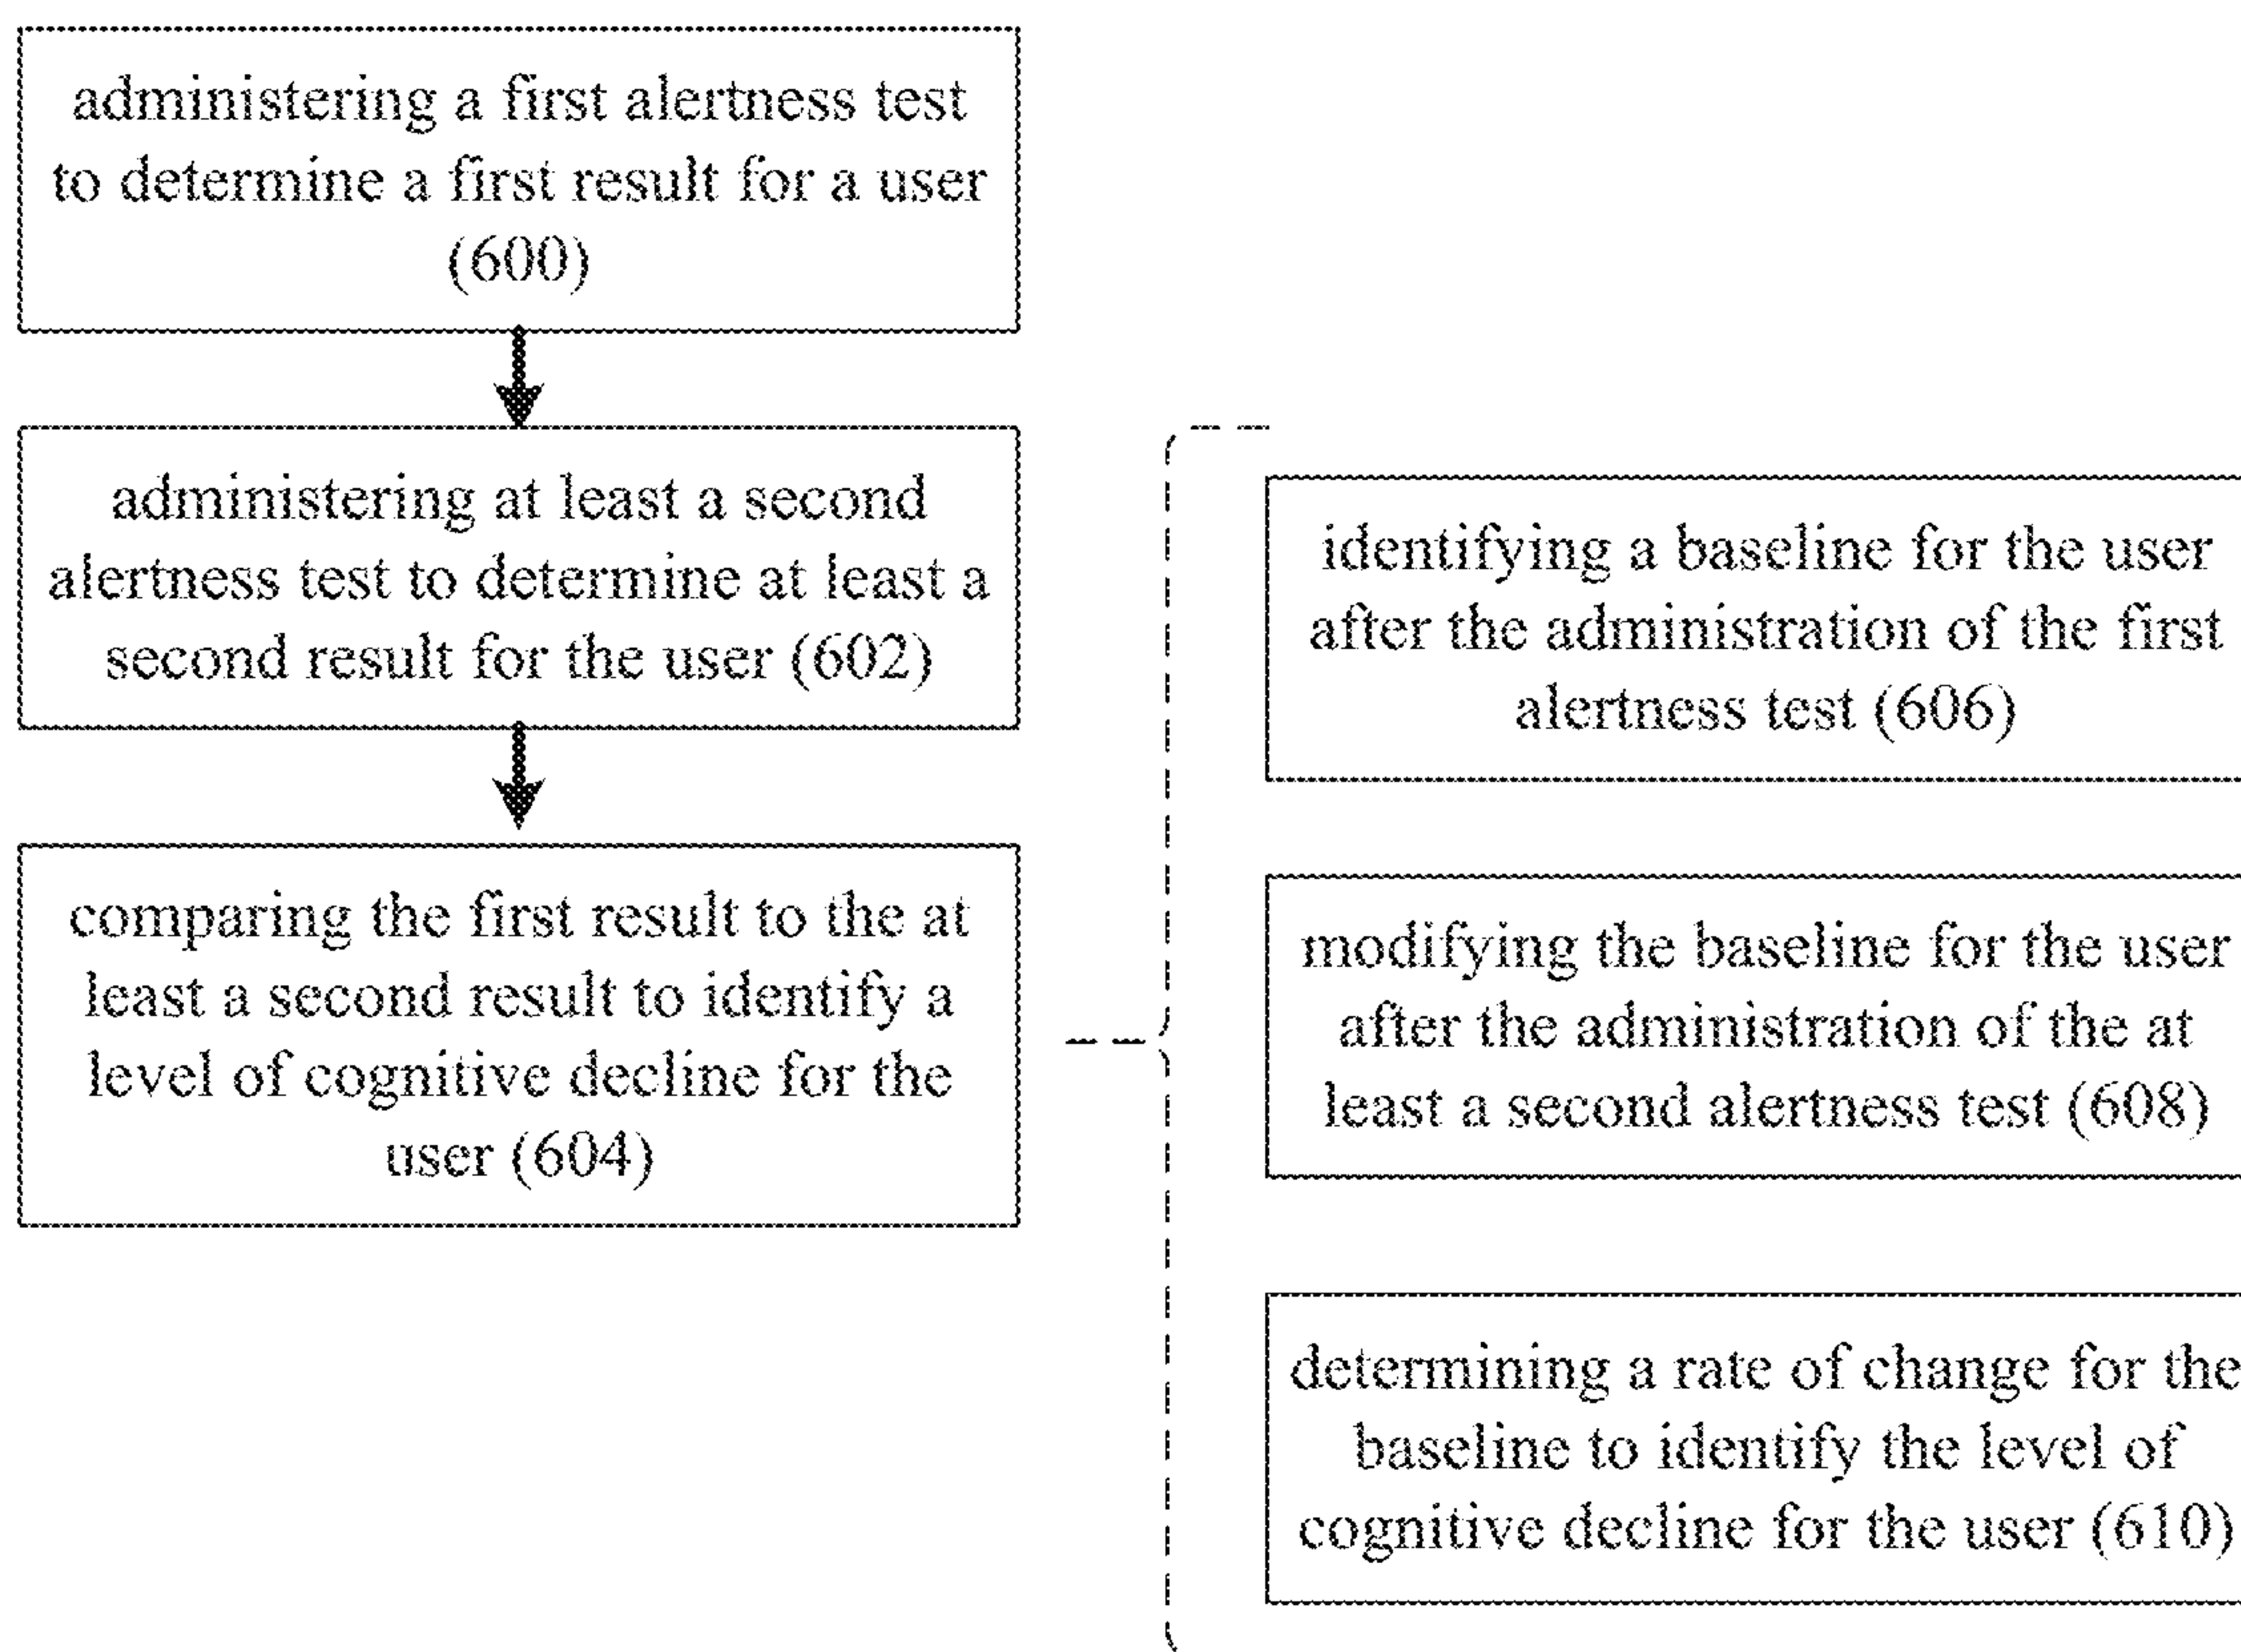 administering a first alertness test
to determine a first result for a user
(600)
administering at least a second
alertness test to determine at least a
second result for the user (602)
comparing the first result to the at
least a second result to identify a
level of cognitive decline for the
user (604)
identifying a baseline for the user
after the administration of the first
alertness test (606)
modifying the baseline for the user
after the administration of the at
least a second alertness test (608)
determining a rate of change for the
baseline to identify the level of
cognitive decline for the user (610)